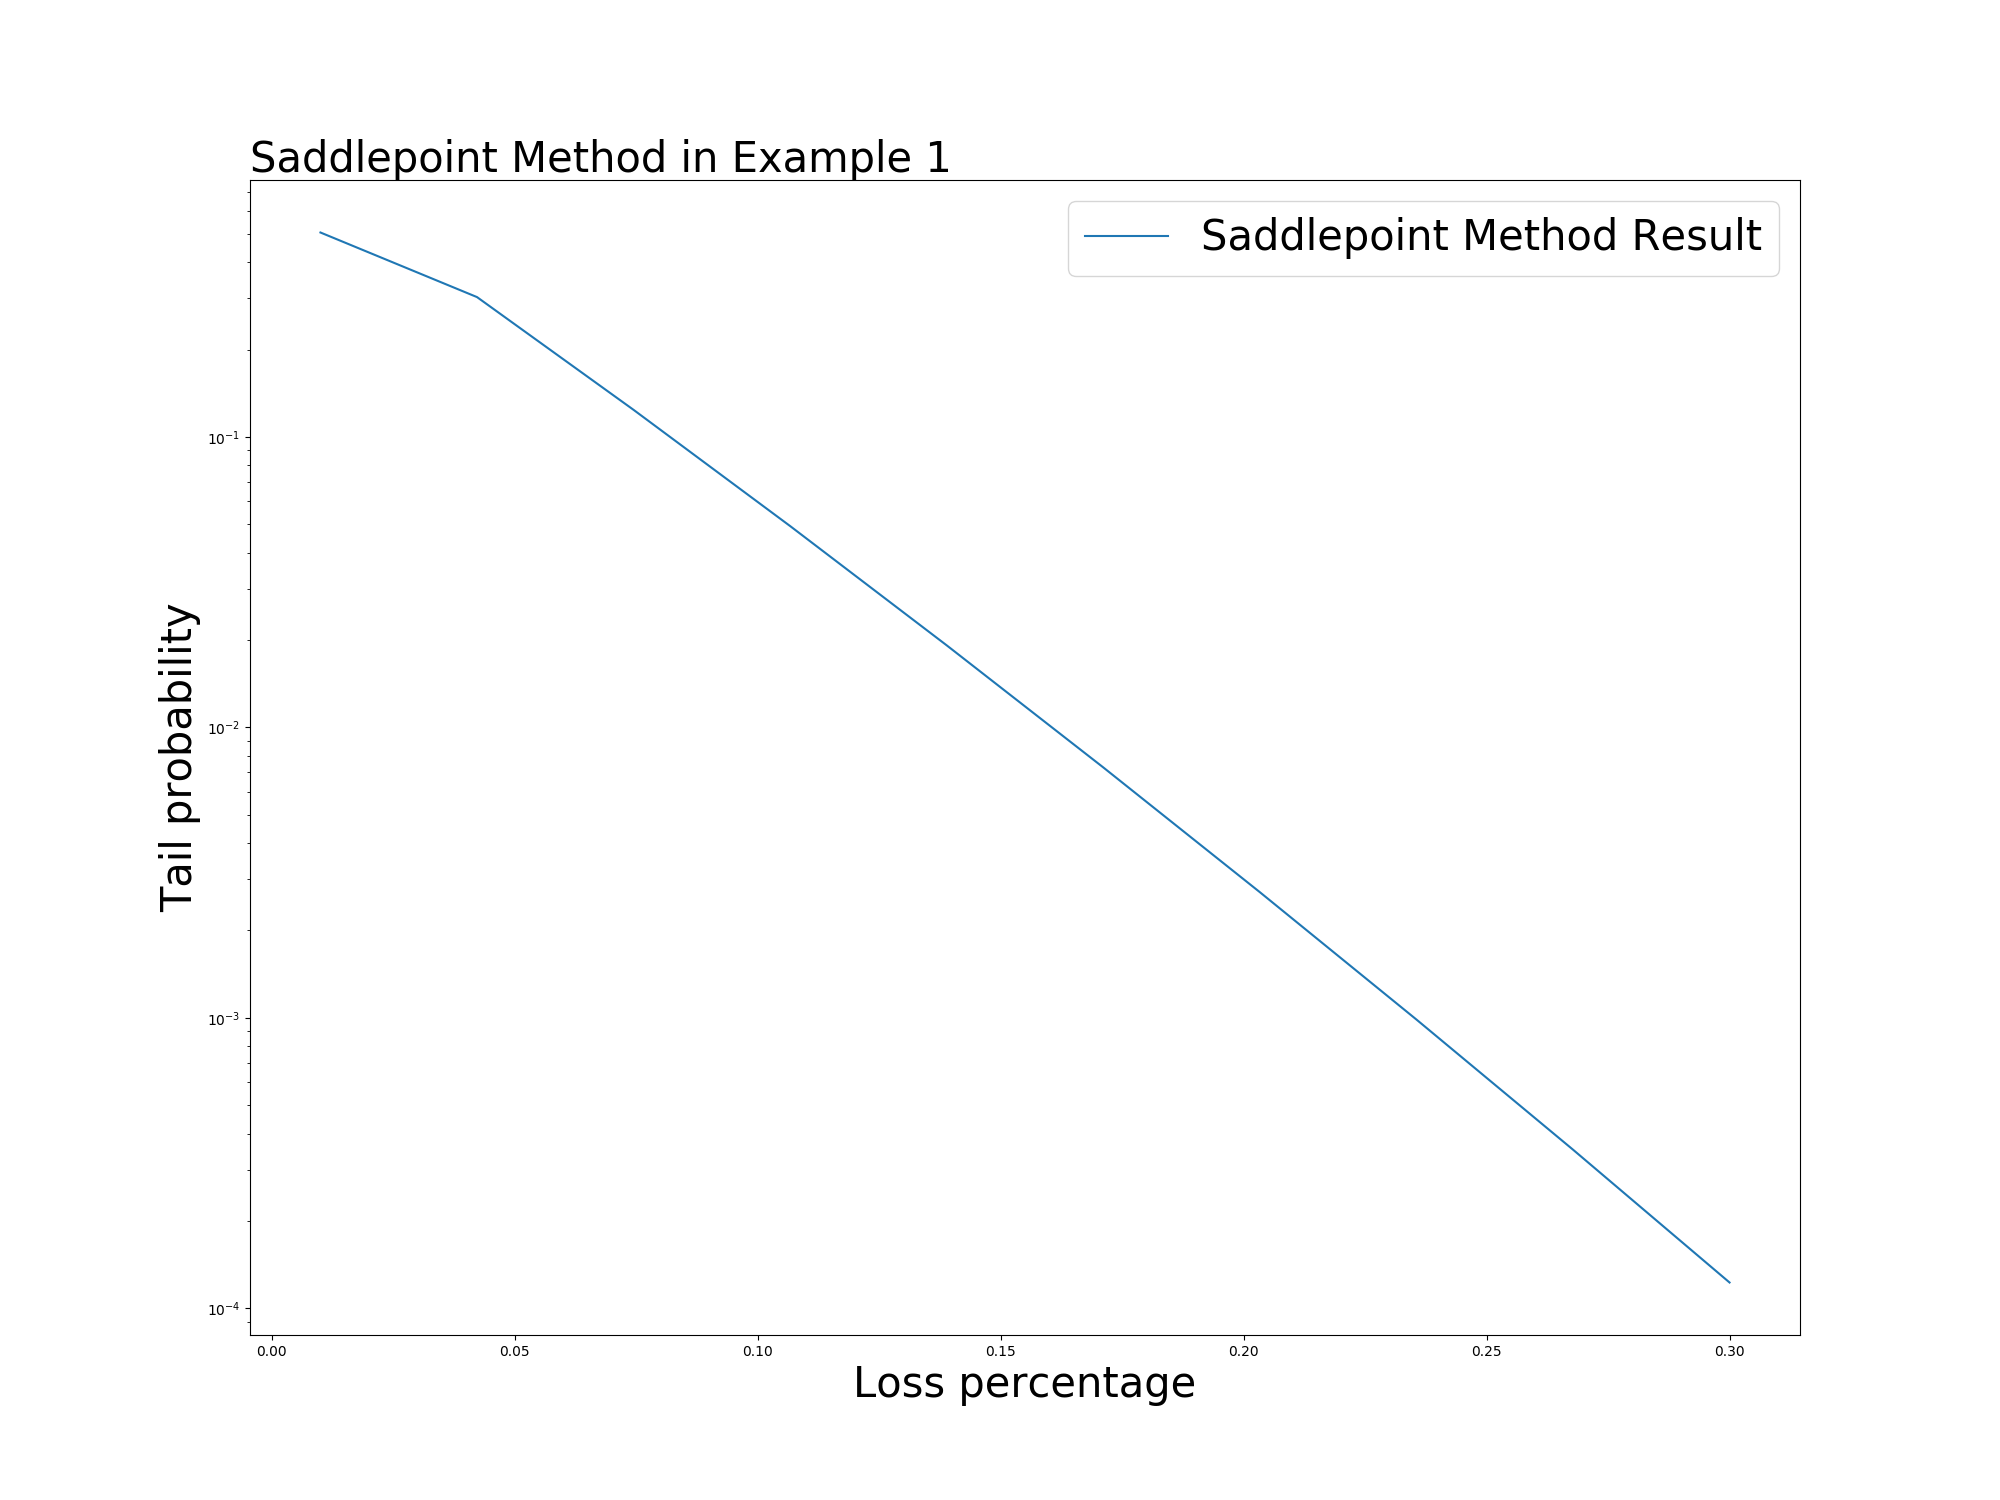 Saddlepoint Method in Example 1
Saddlepoint Method Result
Tail probability
10⁻¹
10⁻²
10⁻³
10⁻⁴
0.00 0.05 0.10 0.15 0.20 0.25 0.30
Loss percentage